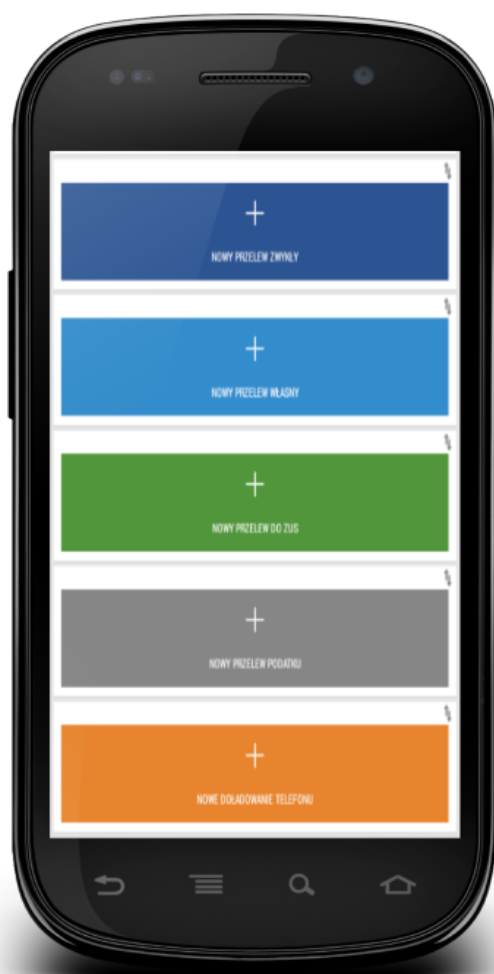 NOWY PRZELEW ZWYKŁY
NOWY PRZELEW WŁASNY
NOWY PRZELEW DO ZUS
NOWY PRZELEW PODATKU
NOWE DOŁADOWANIE TELEFONU